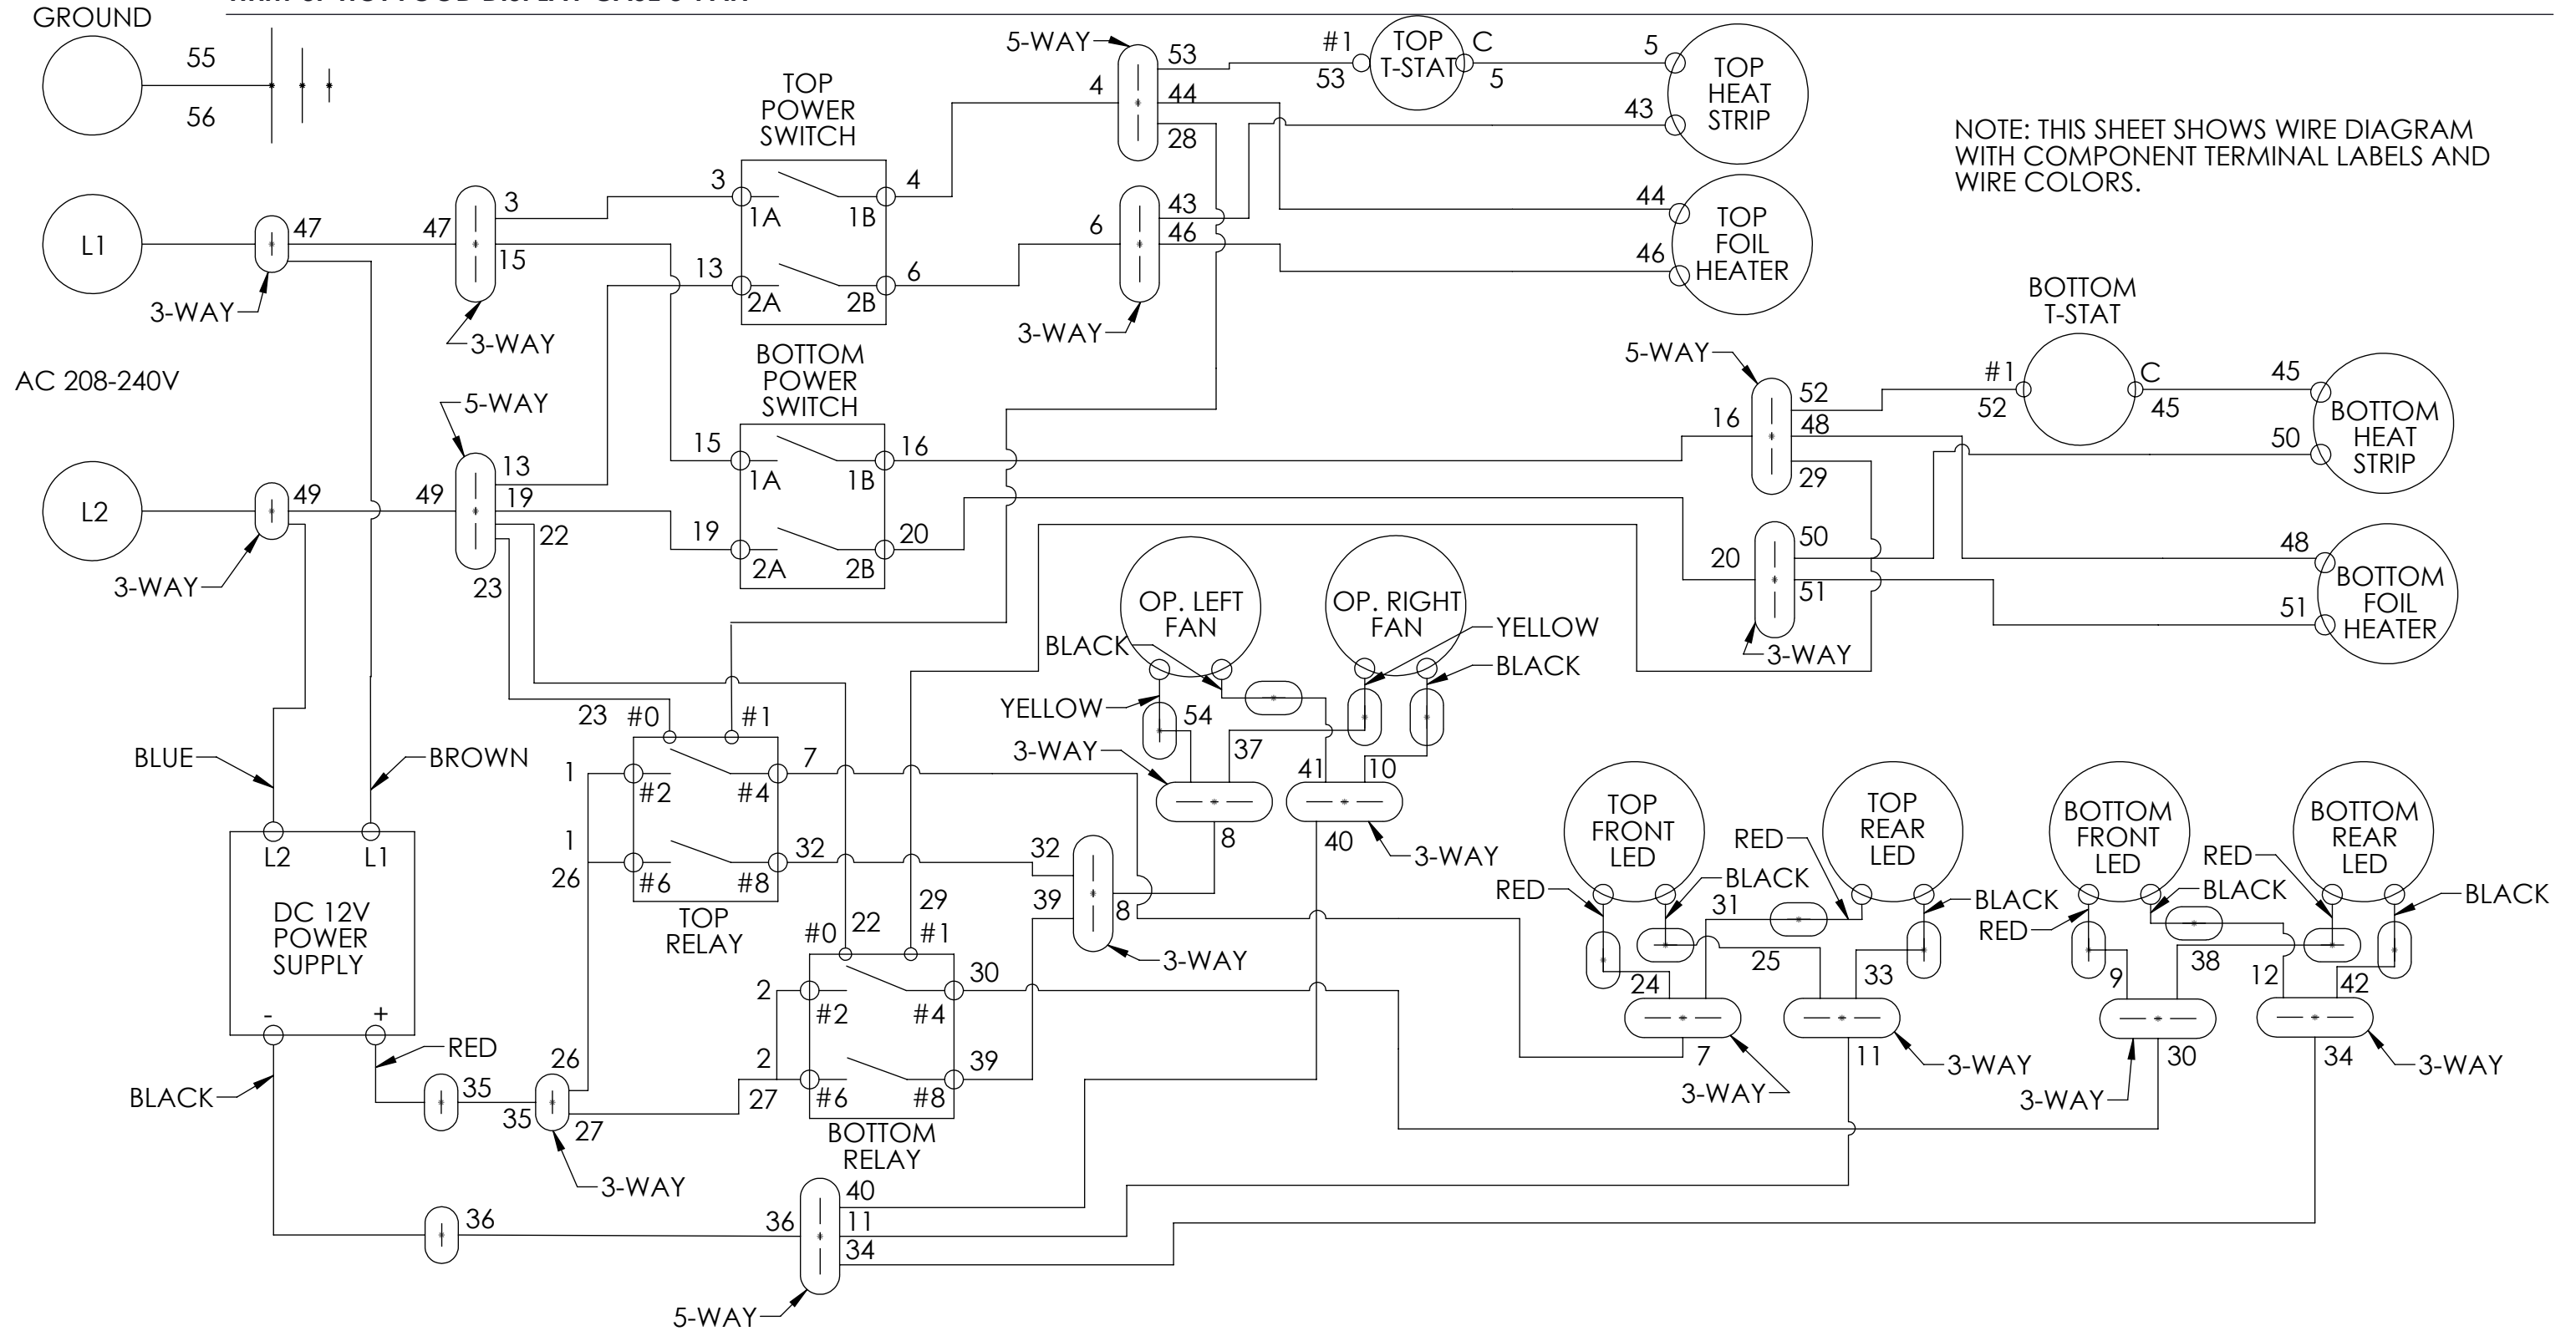 GROUND
55
56
L1
47
3-WAY
47
3
15
3-WAY
TOP
POWER
SWITCH
3
1A
4
1B
13
2A
6
2B
5-WAY
4
53
44
28
6
43
46
3-WAY
#1
53
TOP
T-STAT
C
5
5
43
TOP
HEAT
STRIP
44
46
TOP
FOIL
HEATER
NOTE: THIS SHEET SHOWS WIRE DIAGRAM
WITH COMPONENT TERMINAL LABELS AND
WIRE COLORS.
AC 208-240V
L2
49
3-WAY
5-WAY
49
13
19
22
23
BOTTOM
POWER
SWITCH
15
1A
16
1B
19
2A
20
2B
5-WAY
16
52
48
29
20
50
51
3-WAY
BOTTOM
T-STAT
#1
52
C
45
45
50
BOTTOM
HEAT
STRIP
48
51
BOTTOM
FOIL
HEATER
OP. LEFT
FAN
BLACK
YELLOW
54
3-WAY
37
8
OP. RIGHT
FAN
YELLOW
BLACK
41
10
40
3-WAY
BLUE
BROWN
L2
L1
DC 12V
POWER
SUPPLY
-
+
BLACK
RED
35
35
26
27
3-WAY
36
36
40
11
34
5-WAY
23
#0
#1
1
#2
7
#4
1
26
#6
32
#8
TOP
RELAY
#0
22
29
#1
2
#2
30
#4
2
27
#6
39
#8
BOTTOM
RELAY
32
39
8
3-WAY
TOP
FRONT
LED
RED
BLACK
31
RED
TOP
REAR
LED
BLACK
24
25
33
7
3-WAY
11
3-WAY
BOTTOM
FRONT
LED
RED
BLACK
RED
BOTTOM
REAR
LED
BLACK
9
38
12
42
30
3-WAY
34
3-WAY